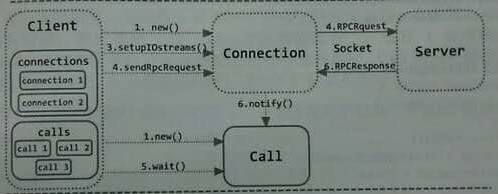 Client
connections
connection 1
connection 2
calls
call 1
call 2
call 3
1. new()
3.setupIOstreams()
4.sendRpcRequest
1.new()
5.wait()
Connection
4.RPCRquest
Socket
6.RPCResponse
Server
6.notify()
Call